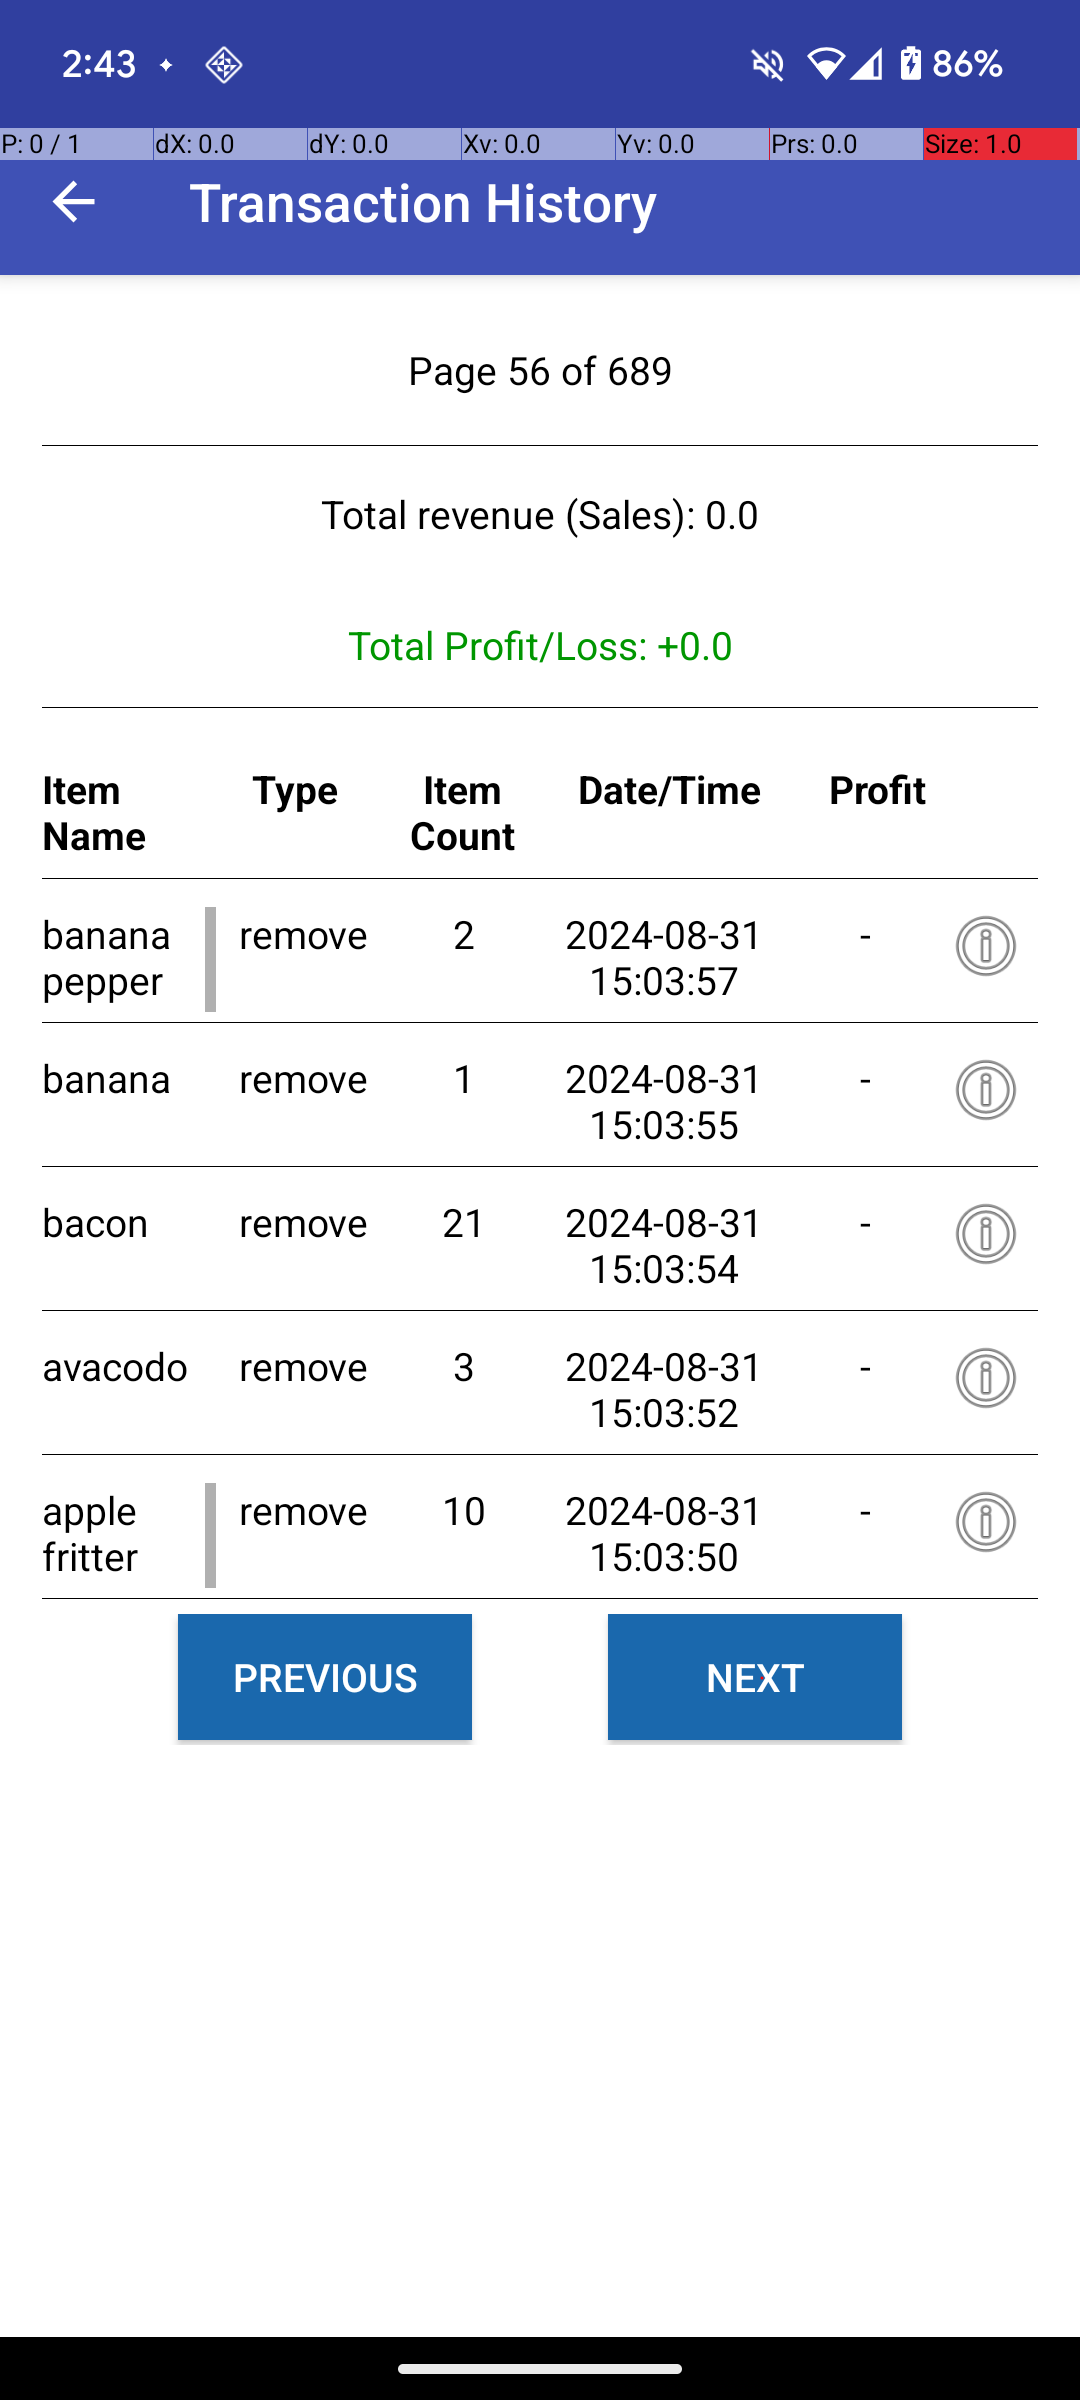 2:43 86%
P: 0 / 1 dX: 0.0 dY: 0.0 Xv: 0.0 Yv: 0.0 Prs: 0.0 Size: 1.0
Transaction History
Page 56 of 689
Total revenue (Sales): 0.0
Total Profit/Loss: +0.0
Item Type Item Date/Time Profit
Name Count
banana remove 2 2024-08-31 -
pepper 15:03:57
banana remove 1 2024-08-31 -
15:03:55
bacon remove 21 2024-08-31 -
15:03:54
avacodo remove 3 2024-08-31 -
15:03:52
apple remove 10 2024-08-31 -
fritter 15:03:50
PREVIOUS NEXT